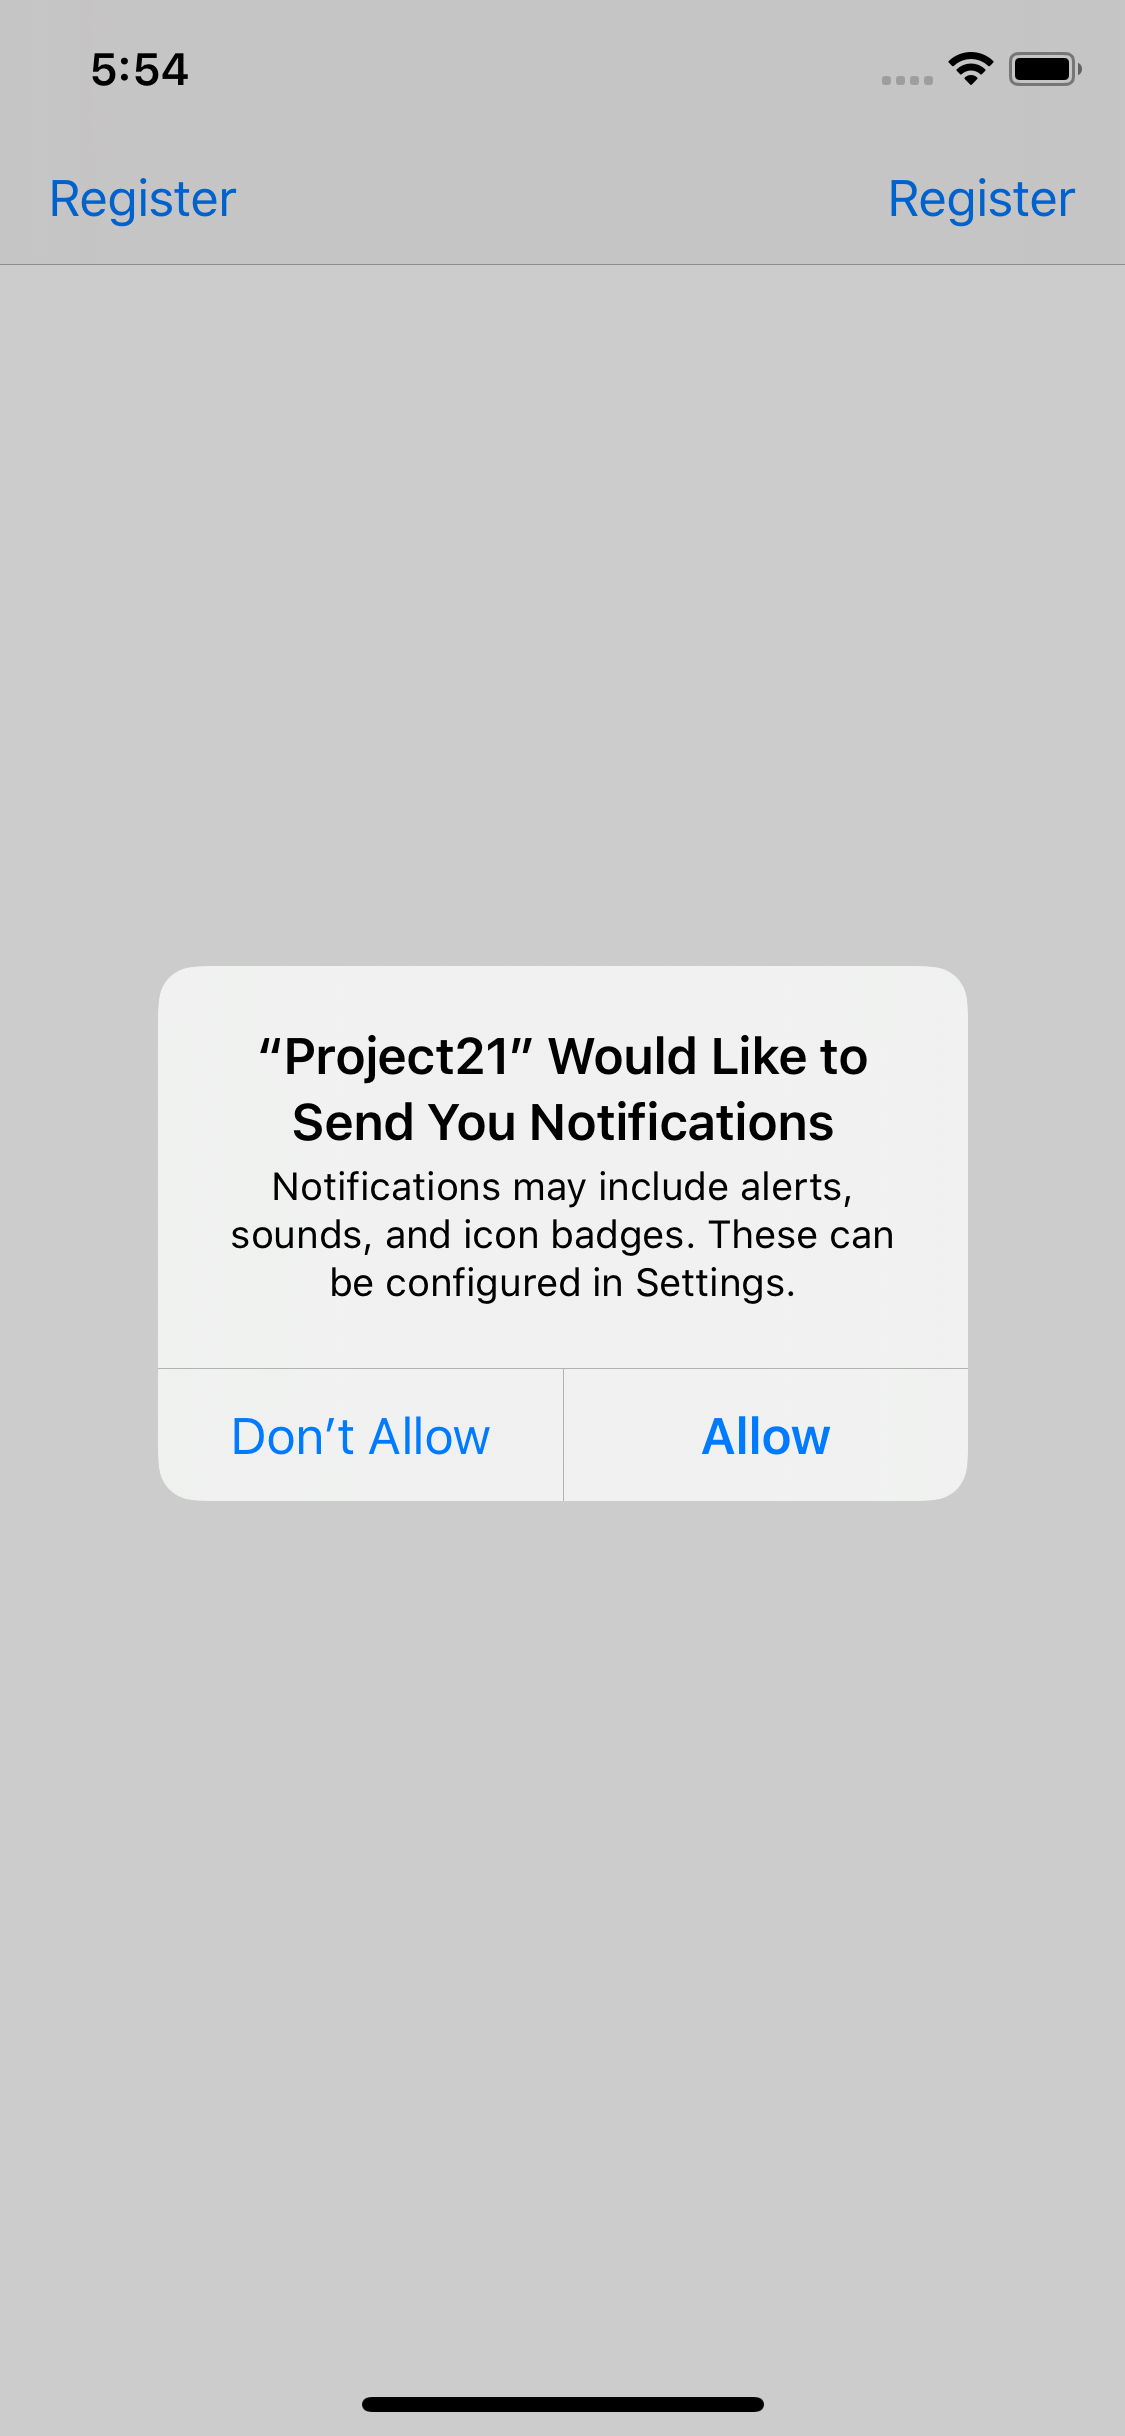 5:54
Register
Register
“Project21” Would Like to
Send You Notifications
Notifications may include alerts,
sounds, and icon badges. These can
be configured in Settings.
Don’t Allow
Allow